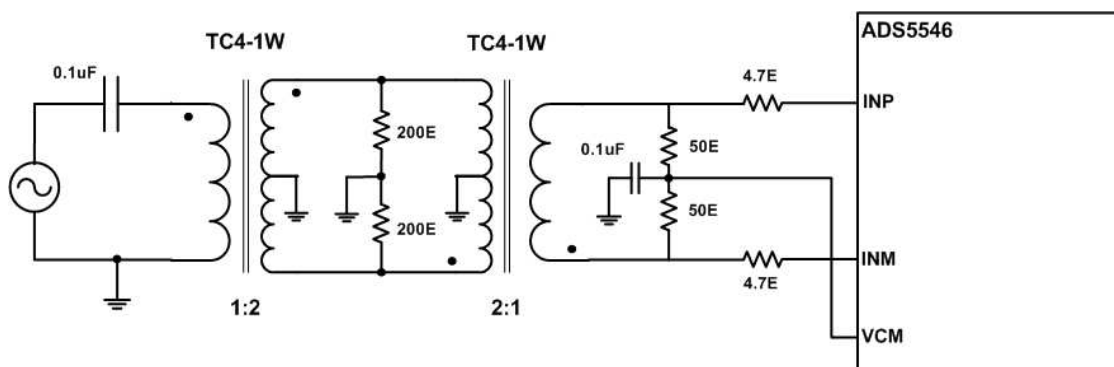 ADS5546
TC4-1W
TC4-1W
0.1uF
4.7E
INP
200E
0.1uF
50E
50E
200E
4.7E
INM
1:2
2:1
VCM